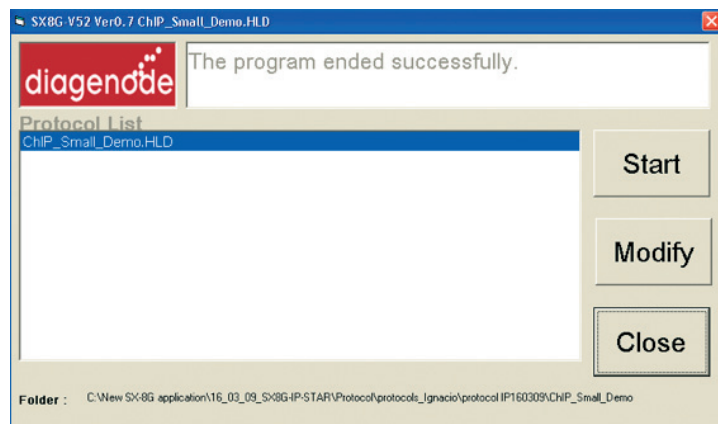 SX8G-V52 Ver0.7 ChIP_Small_Demo.HLD
diagenode
The program ended successfully.
Protocol List
ChIP_Small_Demo.HLD
Start
Modify
Close
Folder : C:\New SX-8G application\16_03_09_SX8G-IP-STAR\Protocol\protocols_Ignacio\protocol IP160309\ChIP_Small_Demo